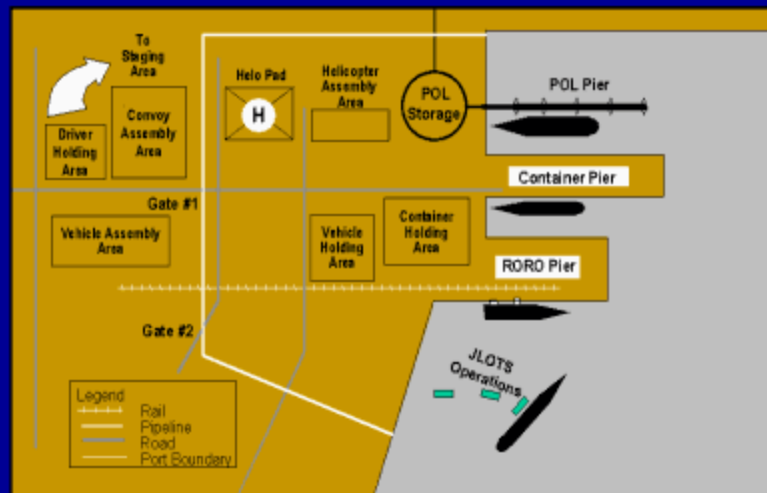 To
Staging
Area
Helo Pad
Helicopter
Assembly
Area
POL
Storage
POL Pier
H
Convoy
Assembly
Area
Driver
Holding
Area
Container Pier
Gate #1
Vehicle Assembly
Area
Vehicle
Holding
Area
Container
Holding
Area
RORO Pier
Gate #2
JLOTS
Operations
Legend
Rail
Pipeline
Road
Port Boundary